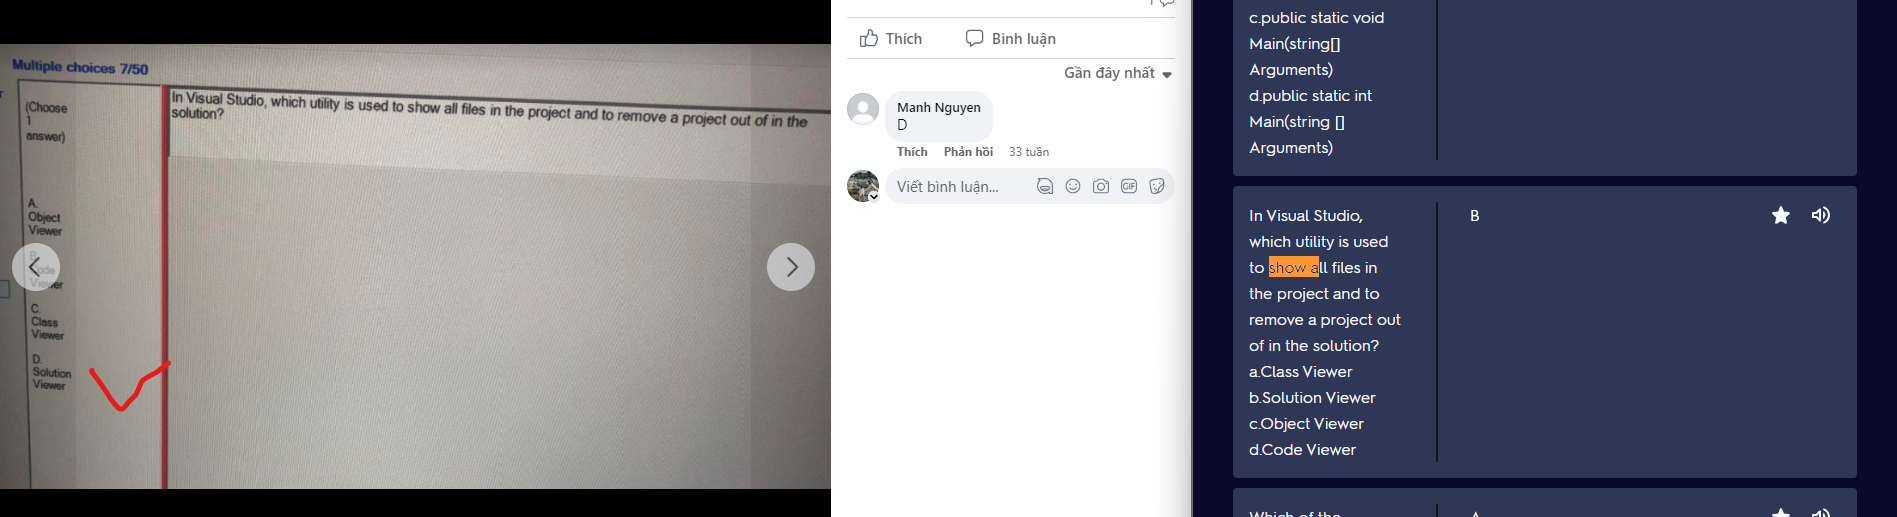 Multiple choices 7/50
(Choose
1
answer)
In Visual Studio, which utility is used to show all files in the project and to remove a project out of in the
solution?
A.
Object
Viewer
B.
Code
Viewer
C.
Class
Viewer
D.
Solution
Viewer
Thích
Bình luận
Gần đây nhất
Manh Nguyen
D
Thích Phản hồi 33 tuần
Viết bình luận...
GIF
c.public static void
Main(string[]
Arguments)
d.public static int
Main(string []
Arguments)
In Visual Studio,
which utility is used
to show all files in
the project and to
remove a project out
of in the solution?
a.Class Viewer
b.Solution Viewer
c.Object Viewer
d.Code Viewer
B
Which of the
A